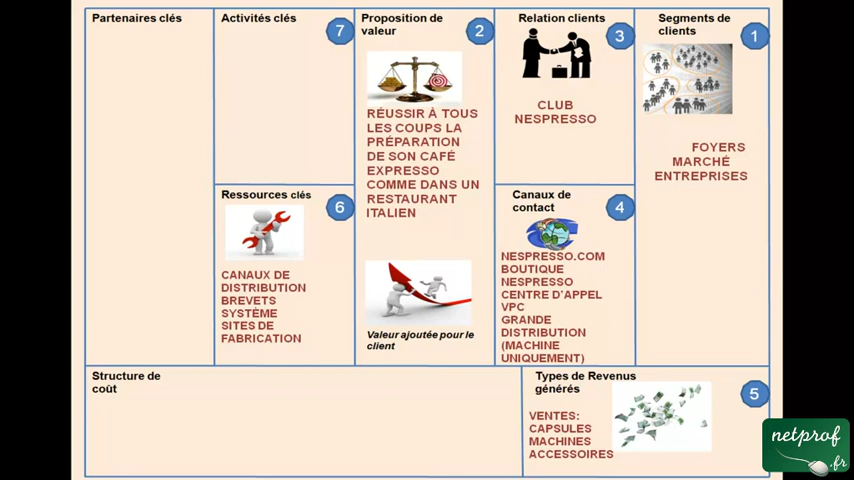 Partenaires clés
Activités clés
7
Proposition de
valeur
2
RÉUSSIR À TOUS
LES COUPS LA
PRÉPARATION
DE SON CAFÉ
EXPRESSO
COMME DANS UN
RESTAURANT
ITALIEN
Valeur ajoutée pour le
client
Relation clients
3
CLUB
NESPRESSO
Segments de
clients
1
FOYERS
MARCHÉ
ENTREPRISES
Ressources clés
6
CANAUX DE
DISTRIBUTION
BREVETS
SYSTÈME
SITES DE
FABRICATION
Canaux de
contact
4
NESPRESSO.COM
BOUTIQUE
NESPRESSO
CENTRE D'APPEL
VPC
GRANDE
DISTRIBUTION
(MACHINE
UNIQUEMENT)
Structure de
coût
Types de Revenus
générés
5
VENTES:
CAPSULES
MACHINES
ACCESSOIRES
netprof
.fr